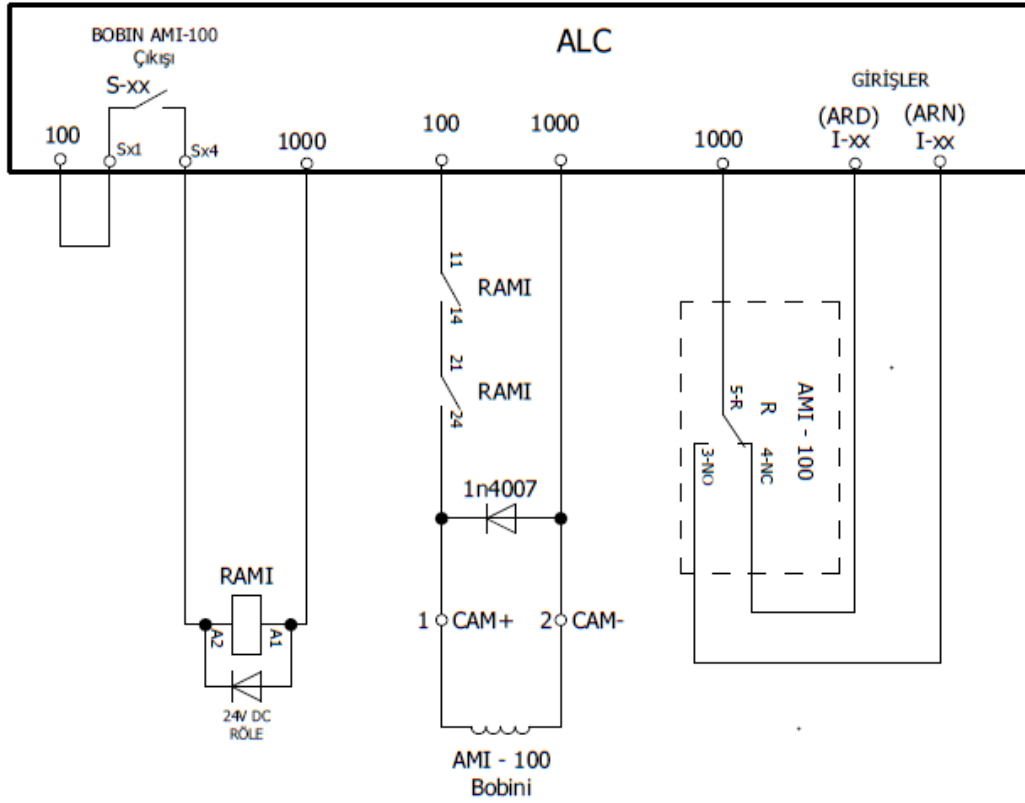 BOBIN AMI-100
Çıkışı
ALC
S-xx
GİRİŞLER
100
Sx1
Sx4
1000
100
1000
1000
(ARD)
I-xx
(ARN)
I-xx
11
RAMI
14
21
RAMI
24
5-R
R
AMI - 100
3-NO
4-NC
1n4007
RAMI
A2
A1
24V DC
RÖLE
1
CAM+
2
CAM-
AMI - 100
Bobini